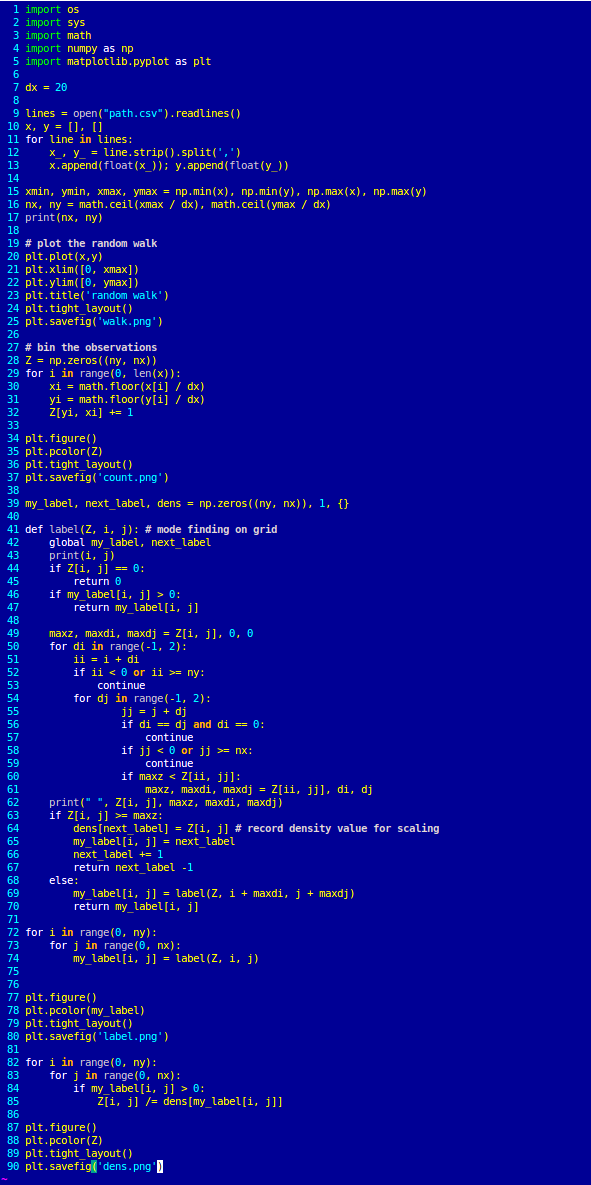 1 import os
2 import sys
3 import math
4 import numpy as np
5 import matplotlib.pyplot as plt
6
7 dx = 20
8
9 lines = open("path.csv").readlines()
10 x, y = [], []
11 for line in lines:
12     x_, y_ = line.strip().split(',')
13     x.append(float(x_)); y.append(float(y_))
14
15 xmin, ymin, xmax, ymax = np.min(x), np.min(y), np.max(x), np.max(y)
16 nx, ny = math.ceil(xmax / dx), math.ceil(ymax / dx)
17 print(nx, ny)
18
19 # plot the random walk
20 plt.plot(x,y)
21 plt.xlim([0, xmax])
22 plt.ylim([0, ymax])
23 plt.title('random walk')
24 plt.tight_layout()
25 plt.savefig('walk.png')
26
27 # bin the observations
28 Z = np.zeros((ny, nx))
29 for i in range(0, len(x)):
30     xi = math.floor(x[i] / dx)
31     yi = math.floor(y[i] / dx)
32     Z[yi, xi] += 1
33
34 plt.figure()
35 plt.pcolor(Z)
36 plt.tight_layout()
37 plt.savefig('count.png')
38
39 my_label, next_label, dens = np.zeros((ny, nx)), 1, {}
40
41 def label(Z, i, j): # mode finding on grid
42     global my_label, next_label
43     print(i, j)
44     if Z[i, j] == 0:
45         return 0
46     if my_label[i, j] > 0:
47         return my_label[i, j]
48
49     maxz, maxdi, maxdj = Z[i, j], 0, 0
50     for di in range(-1, 2):
51         ii = i + di
52         if ii < 0 or ii >= ny:
53             continue
54         for dj in range(-1, 2):
55                 jj = j + dj
56                 if di == dj and di == 0:
57                     continue
58                 if jj < 0 or jj >= nx:
59                     continue
60                 if maxz < Z[ii, jj]:
61                     maxz, maxdi, maxdj = Z[ii, jj], di, dj
62     print(" ", Z[i, j], maxz, maxdi, maxdj)
63     if Z[i, j] >= maxz:
64         dens[next_label] = Z[i, j] # record density value for scaling
65         my_label[i, j] = next_label
66         next_label += 1
67         return next_label -1
68     else:
69         my_label[i, j] = label(Z, i + maxdi, j + maxdj)
70         return my_label[i, j]
71
72 for i in range(0, ny):
73     for j in range(0, nx):
74         my_label[i, j] = label(Z, i, j)
75
76
77 plt.figure()
78 plt.pcolor(my_label)
79 plt.tight_layout()
80 plt.savefig('label.png')
81
82 for i in range(0, ny):
83     for j in range(0, nx):
84         if my_label[i, j] > 0:
85             Z[i, j] /= dens[my_label[i, j]]
86
87 plt.figure()
88 plt.pcolor(Z)
89 plt.tight_layout()
90 plt.savefig('dens.png')
~